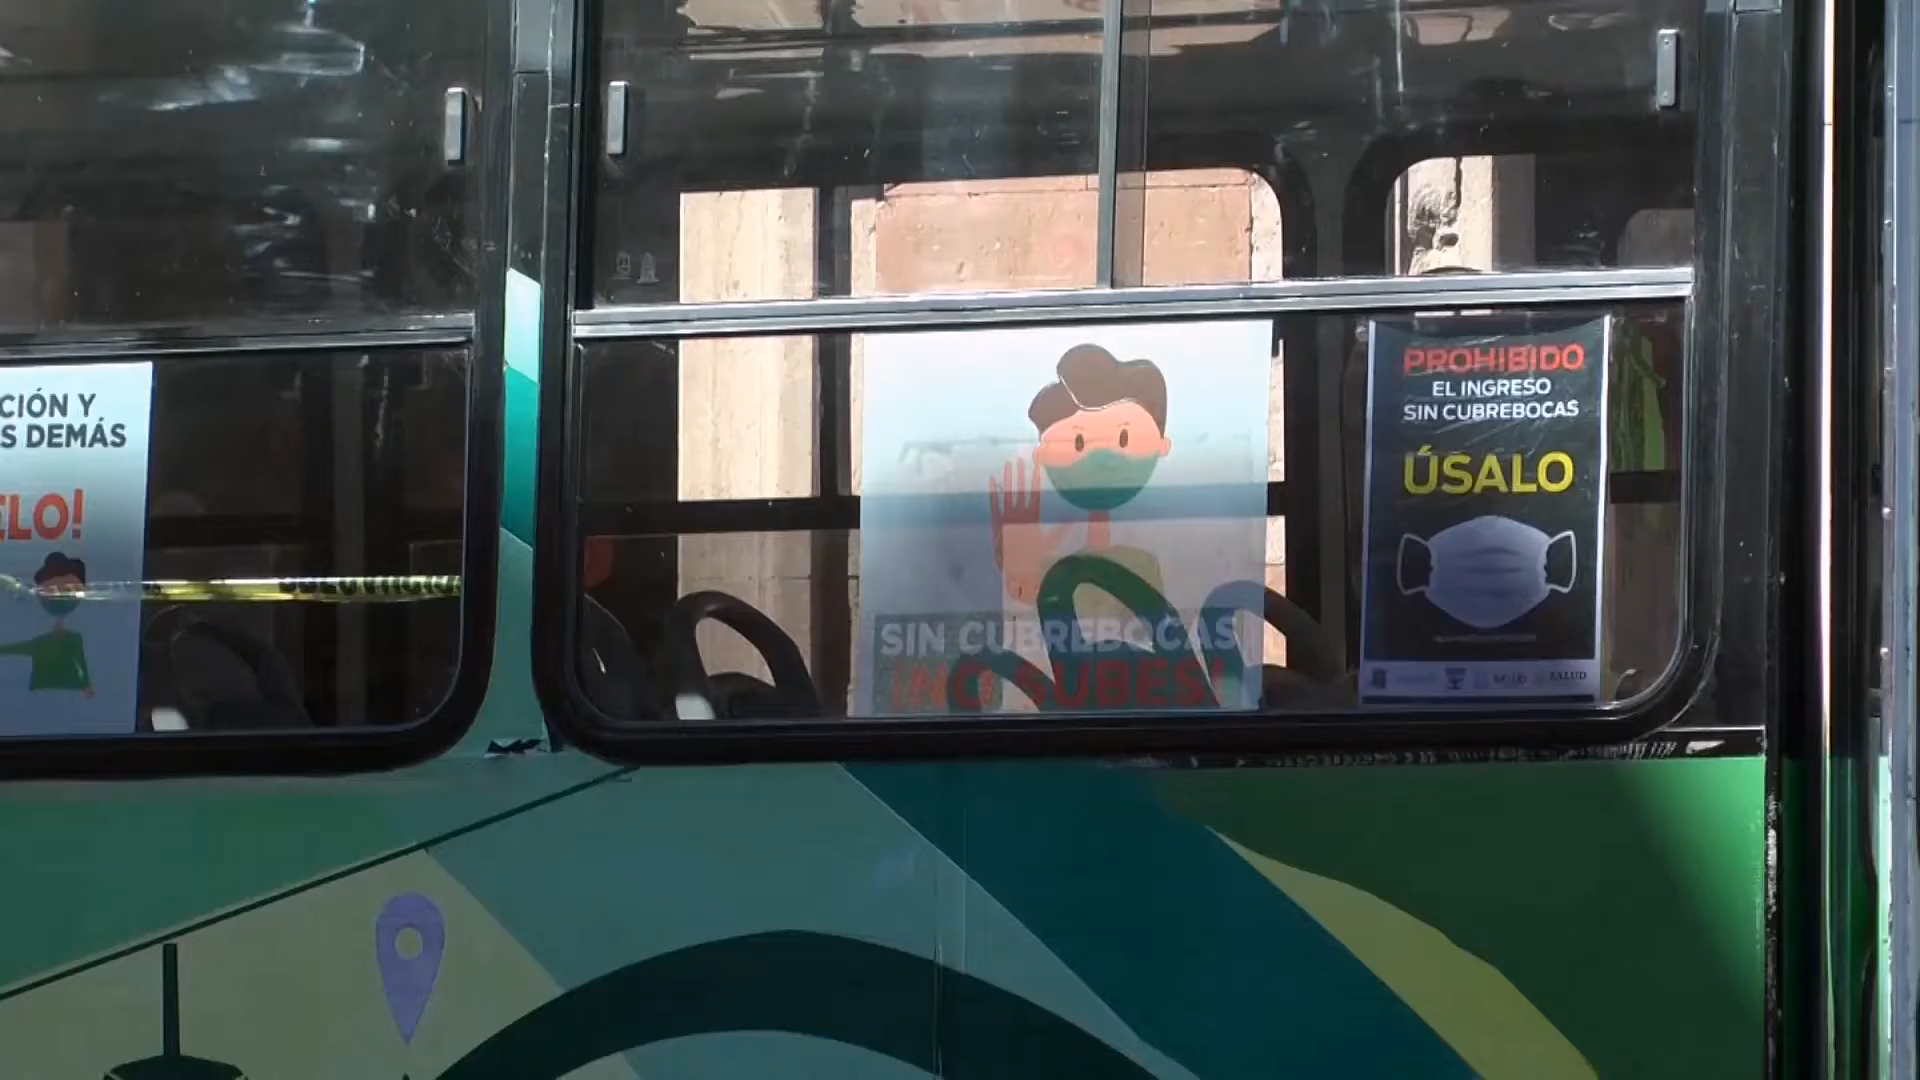 CIÓN Y
S DEMÁS
ELO!
SIN CUBREBOCAS
¡NO SUBES!
PROHIBIDO
EL INGRESO
SIN CUBREBOCAS
ÚSALO
SALUD